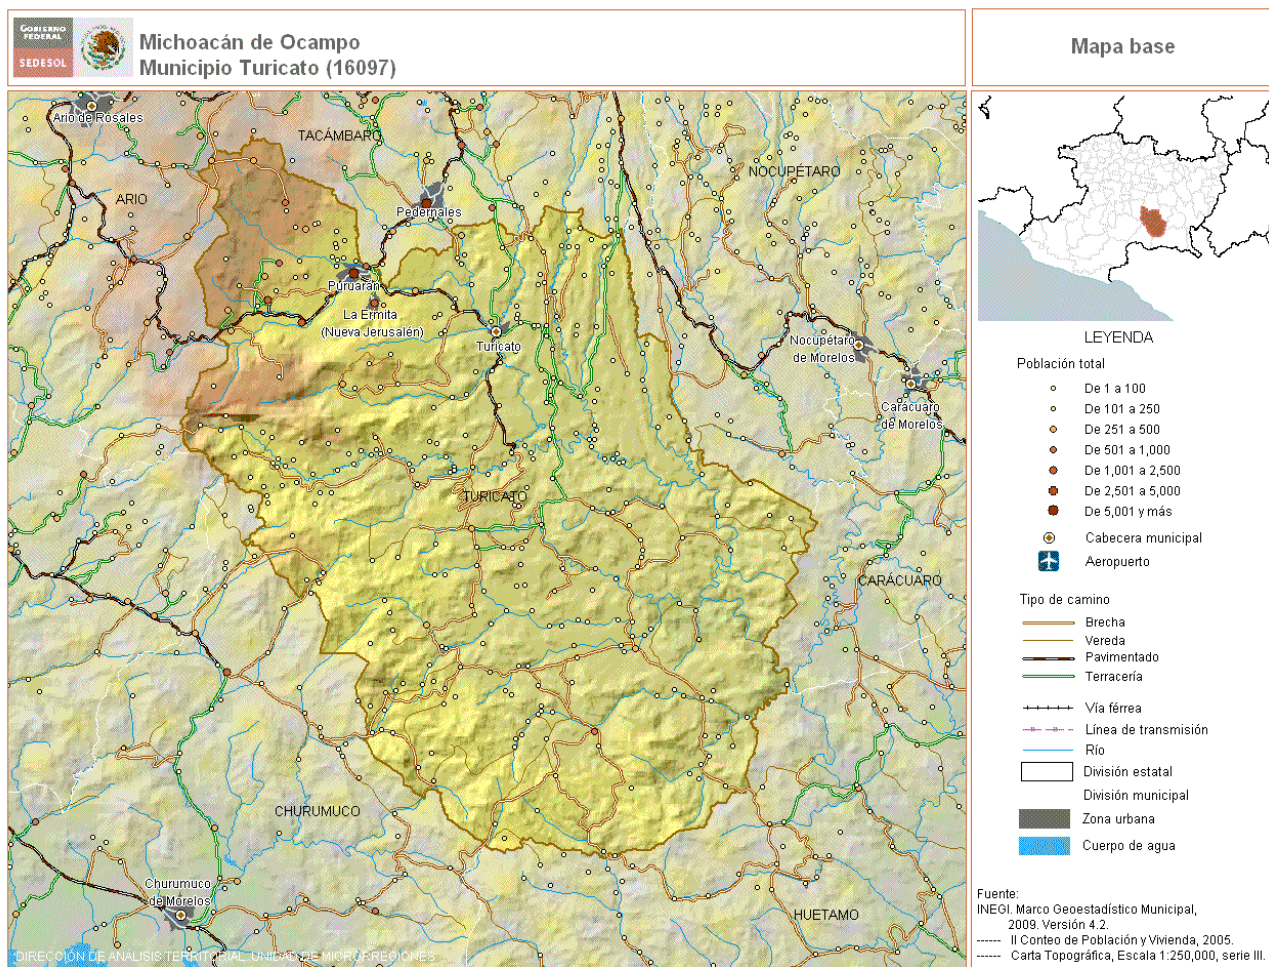 GOBIERNO
FEDERAL
SEDESOL
Michoacán de Ocampo
Municipio Turicato (16097)
Mapa base
Ario de Rosales
TACÁMBARO
NOCUPÉTARO
ARIO
Pedernales
Puruarán
La Ermita
(Nueva Jerusalén)
Turicato
Nocupétaro
de Morelos
Carácuaro
de Morelos
TURICATO
CARÁCUARO
CHURUMUCO
Churumuco
de Morelos
HUETAMO
DIRECCIÓN DE ANÁLISIS TERRITORIAL, UNIDAD DE MICRORREGIONES
LEYENDA
Población total
De 1 a 100
De 101 a 250
De 251 a 500
De 501 a 1,000
De 1,001 a 2,500
De 2,501 a 5,000
De 5,001 y más
Cabecera municipal
Aeropuerto
Tipo de camino
Brecha
Vereda
Pavimentado
Terracería
Vía férrea
Línea de transmisión
Río
División estatal
División municipal
Zona urbana
Cuerpo de agua
Fuente:
INEGI. Marco Geoestadístico Municipal,
2009. Versión 4.2.
------ II Conteo de Población y Vivienda, 2005.
------ Carta Topográfica, Escala 1:250,000, serie III.